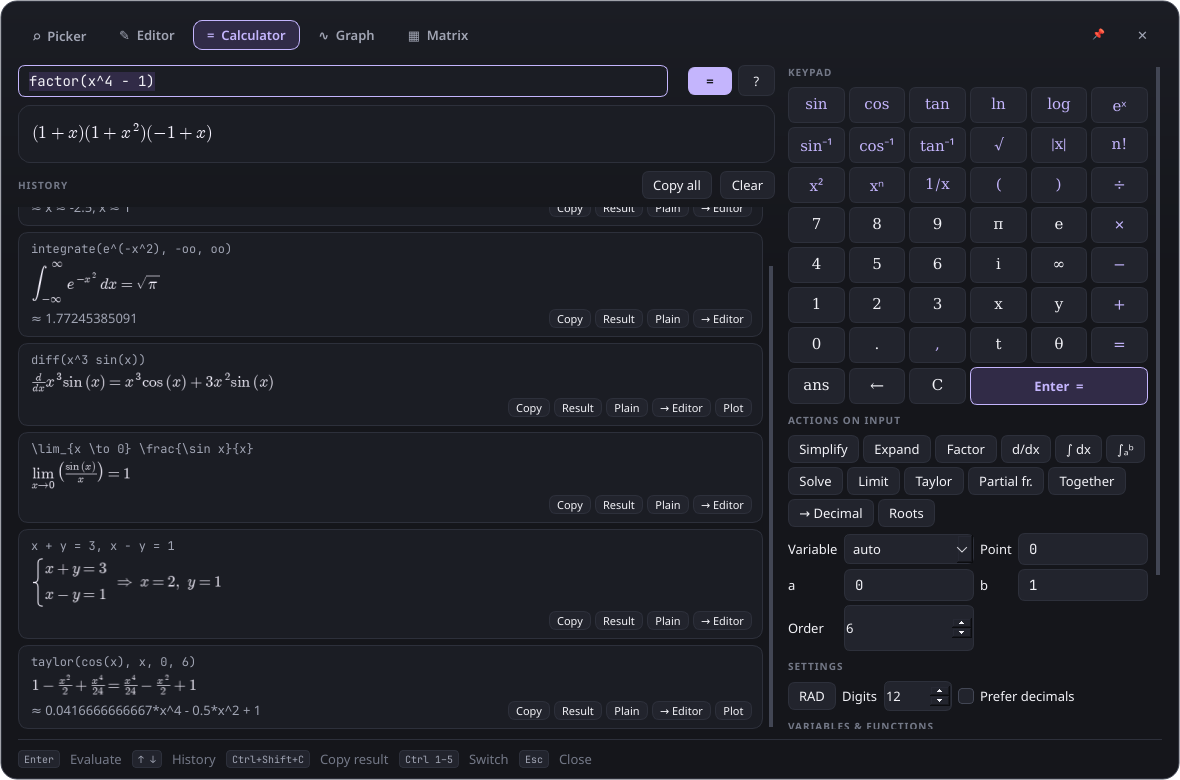 ⌕ Picker ✎ Editor = Calculator ∿ Graph ▦ Matrix 📌 ✕
factor(x^4 - 1) = ?
(1 + x)(1 + x²)(−1 + x)
HISTORY Copy all Clear
≈ x ≈ -2.5, x ≈ 1 Copy Result Plain → Editor
integrate(e^(-x^2), -oo, oo)
∫_{−∞}^{∞} e^{−x²} dx = √π
≈ 1.77245385091 Copy Result Plain → Editor
diff(x^3 sin(x))
d/dx x³sin (x) = x³cos (x) + 3x²sin (x)
Copy Result Plain → Editor Plot
\lim_{x \to 0} \frac{\sin x}{x}
lim x→0 (sin (x)/x) = 1
Copy Result Plain → Editor
x + y = 3, x - y = 1
{ x + y = 3
x − y = 1 ⇒ x = 2, y = 1
Copy Result Plain → Editor
taylor(cos(x), x, 0, 6)
1 − x²/2 + x⁴/24 = x⁴/24 − x²/2 + 1
≈ 0.0416666666667*x^4 - 0.5*x^2 + 1 Copy Result Plain → Editor Plot
KEYPAD
sin cos tan ln log eˣ
sin⁻¹ cos⁻¹ tan⁻¹ √ |x| n!
x² xⁿ 1/x ( ) ÷
7 8 9 π e ×
4 5 6 i ∞ −
1 2 3 x y +
0 . , t θ =
ans ← C Enter =
ACTIONS ON INPUT
Simplify Expand Factor d/dx ∫ dx ∫ₐᵇ
Solve Limit Taylor Partial fr. Together
→ Decimal Roots
Variable auto Point 0
a 0 b 1
Order 6
SETTINGS
RAD Digits 12 Prefer decimals
VARIABLES & FUNCTIONS
Enter Evaluate ↑ ↓ History Ctrl+Shift+C Copy result Ctrl 1–5 Switch Esc Close